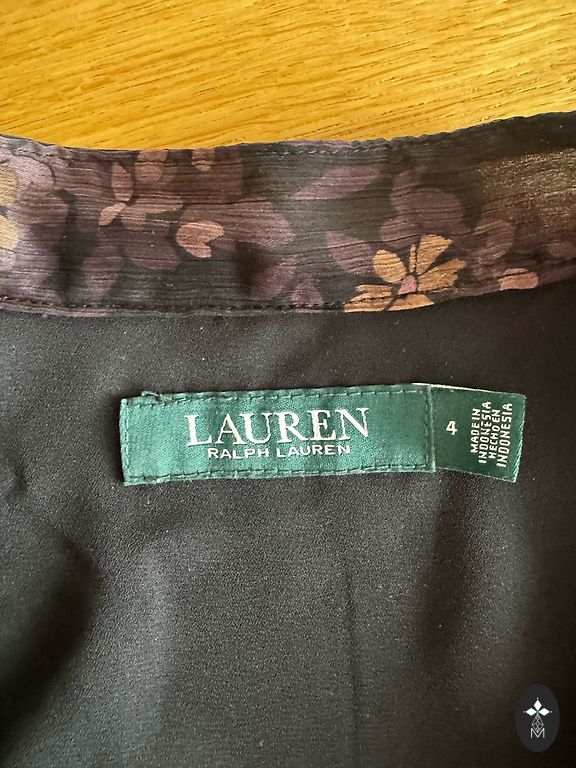 LAUREN
RALPH LAUREN
4
MADE IN
INDONESIA
HECHO EN
INDONESIA
M